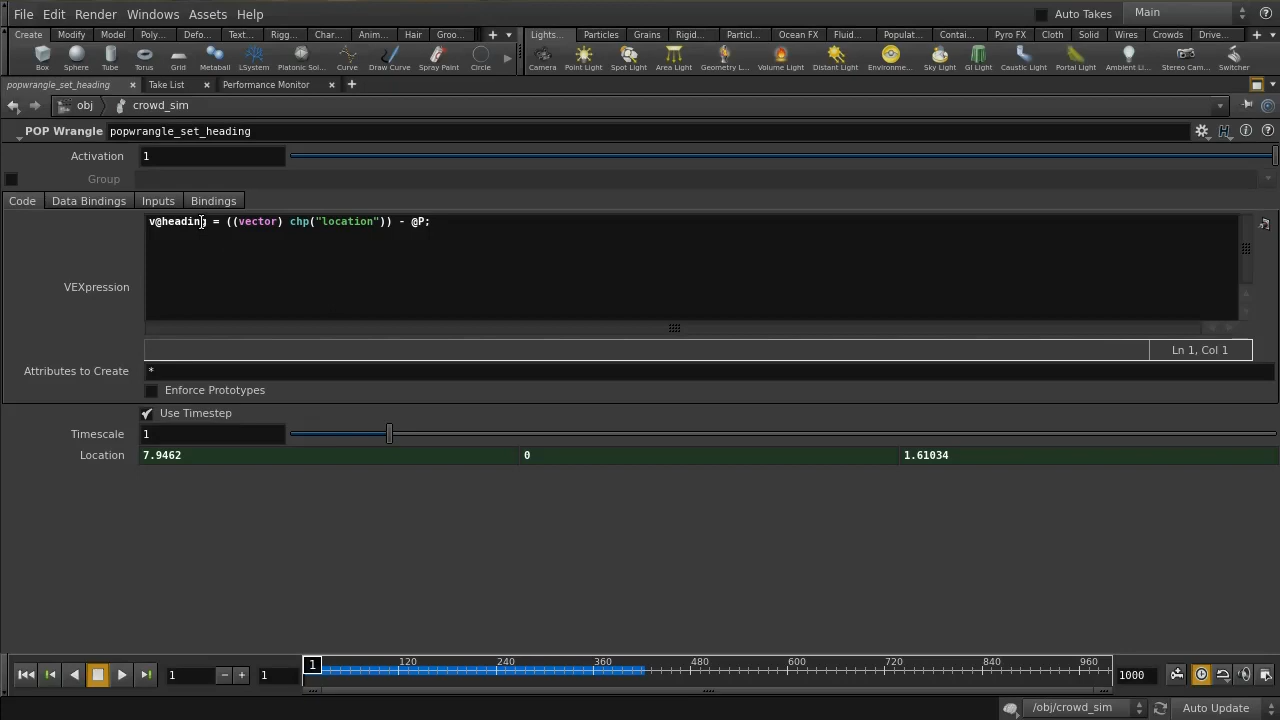 File Edit Render Windows Assets Help Auto Takes Main
Create Modify Model Poly... Defo... Text... Rigg... Char... Anim... Hair Groo... Lights... Particles Grains Rigid... Particl... Ocean FX Fluid... Populat... Contai... Pyro FX Cloth Solid Wires Crowds Drive...
Box Sphere Tube Torus Grid Metaball LSystem Platonic Sol... Curve Draw Curve Spray Paint Circle Camera Point Light Spot Light Area Light Geometry L... Volume Light Distant Light Environme... Sky Light GI Light Caustic Light Portal Light Ambient Li... Stereo Cam... Switcher
popwrangle_set_heading Take List Performance Monitor
obj crowd_sim
POP Wrangle popwrangle_set_heading
Activation 1
Group
Code Data Bindings Inputs Bindings
v@heading = ((vector) chp("location")) - @P;
VEXpression
Ln 1, Col 1
Attributes to Create *
Enforce Prototypes
Use Timestep
Timescale 1
Location 7.9462 0 1.61034
1 1 1 120 240 360 480 600 720 840 960 1000
/obj/crowd_sim Auto Update